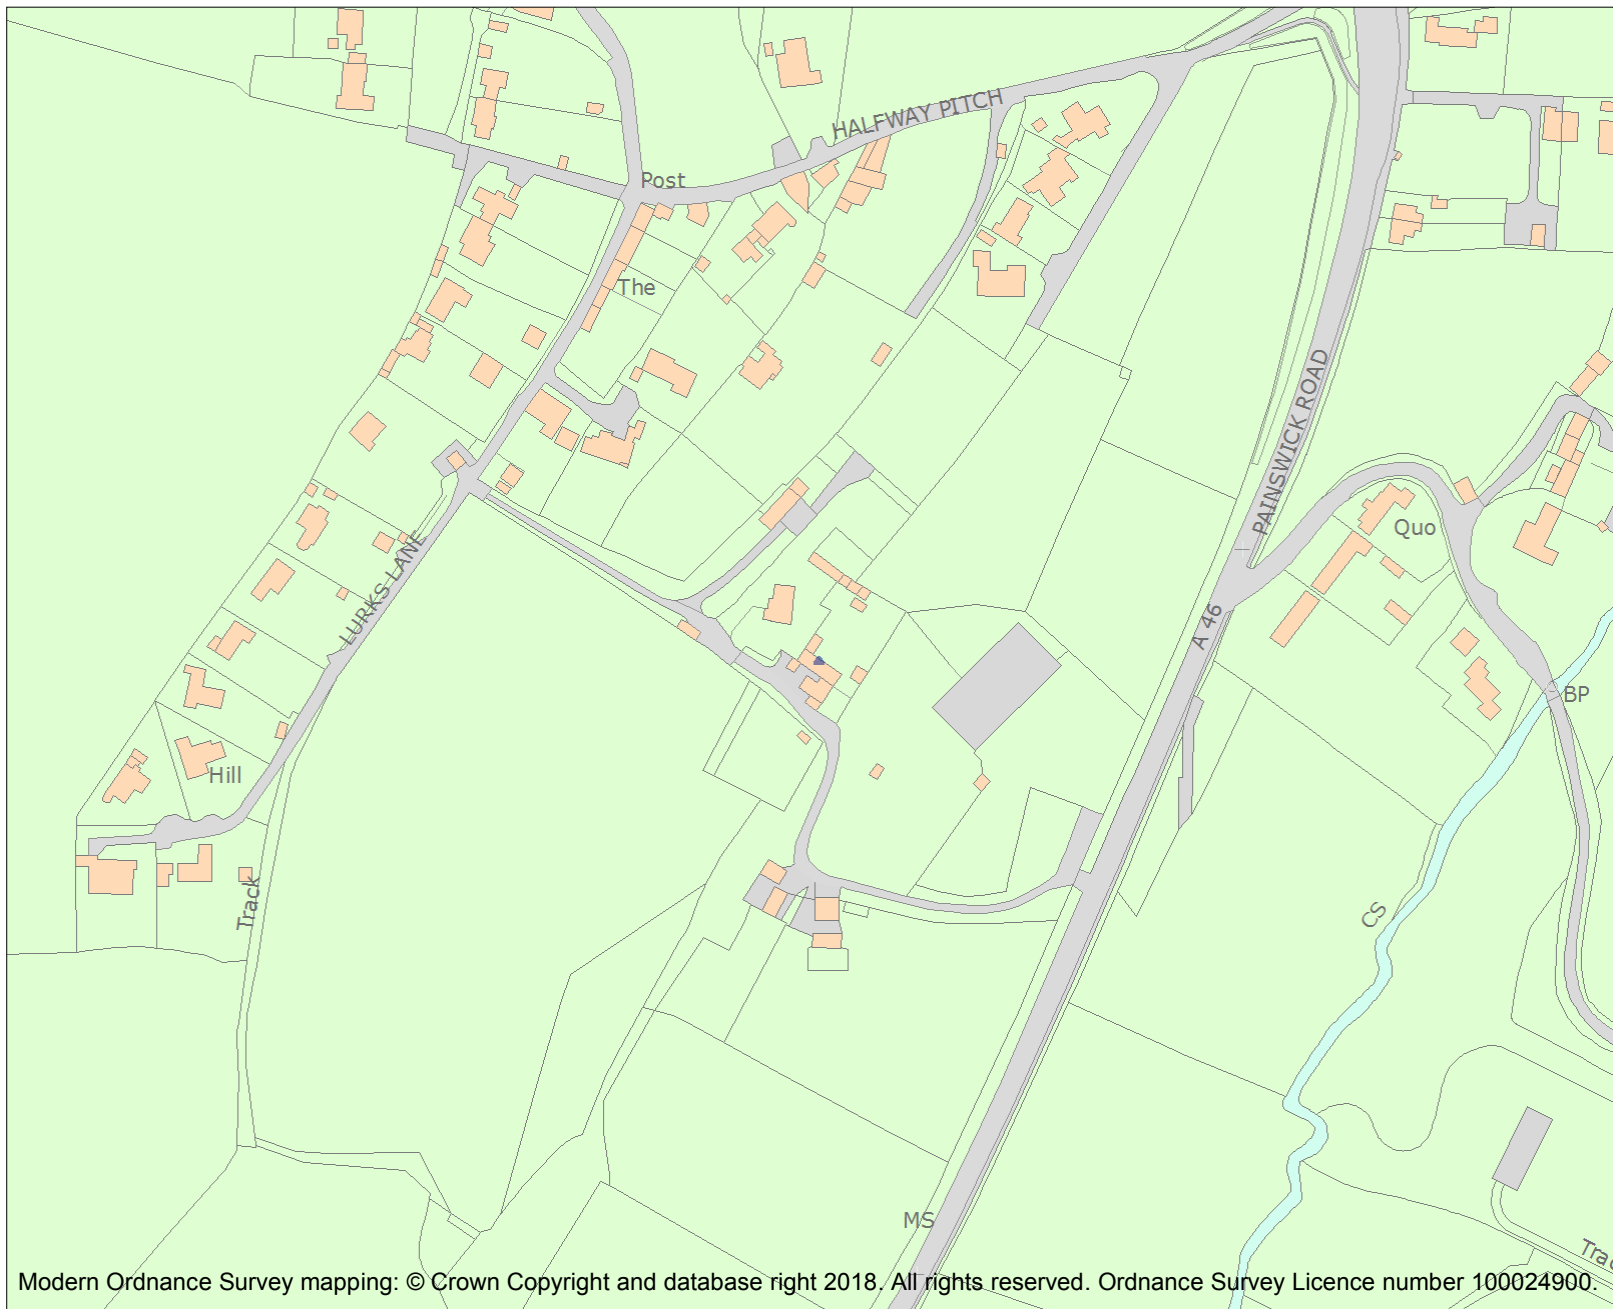 HALFWAY PITCH
Post
The
PAINSWICK ROAD
Quo
LURKS LANE
A 46
BP
Hill
Track
CS
MS
Trac
Modern Ordnance Survey mapping: © Crown Copyright and database right 2018. All rights reserved. Ordnance Survey Licence number 100024900.